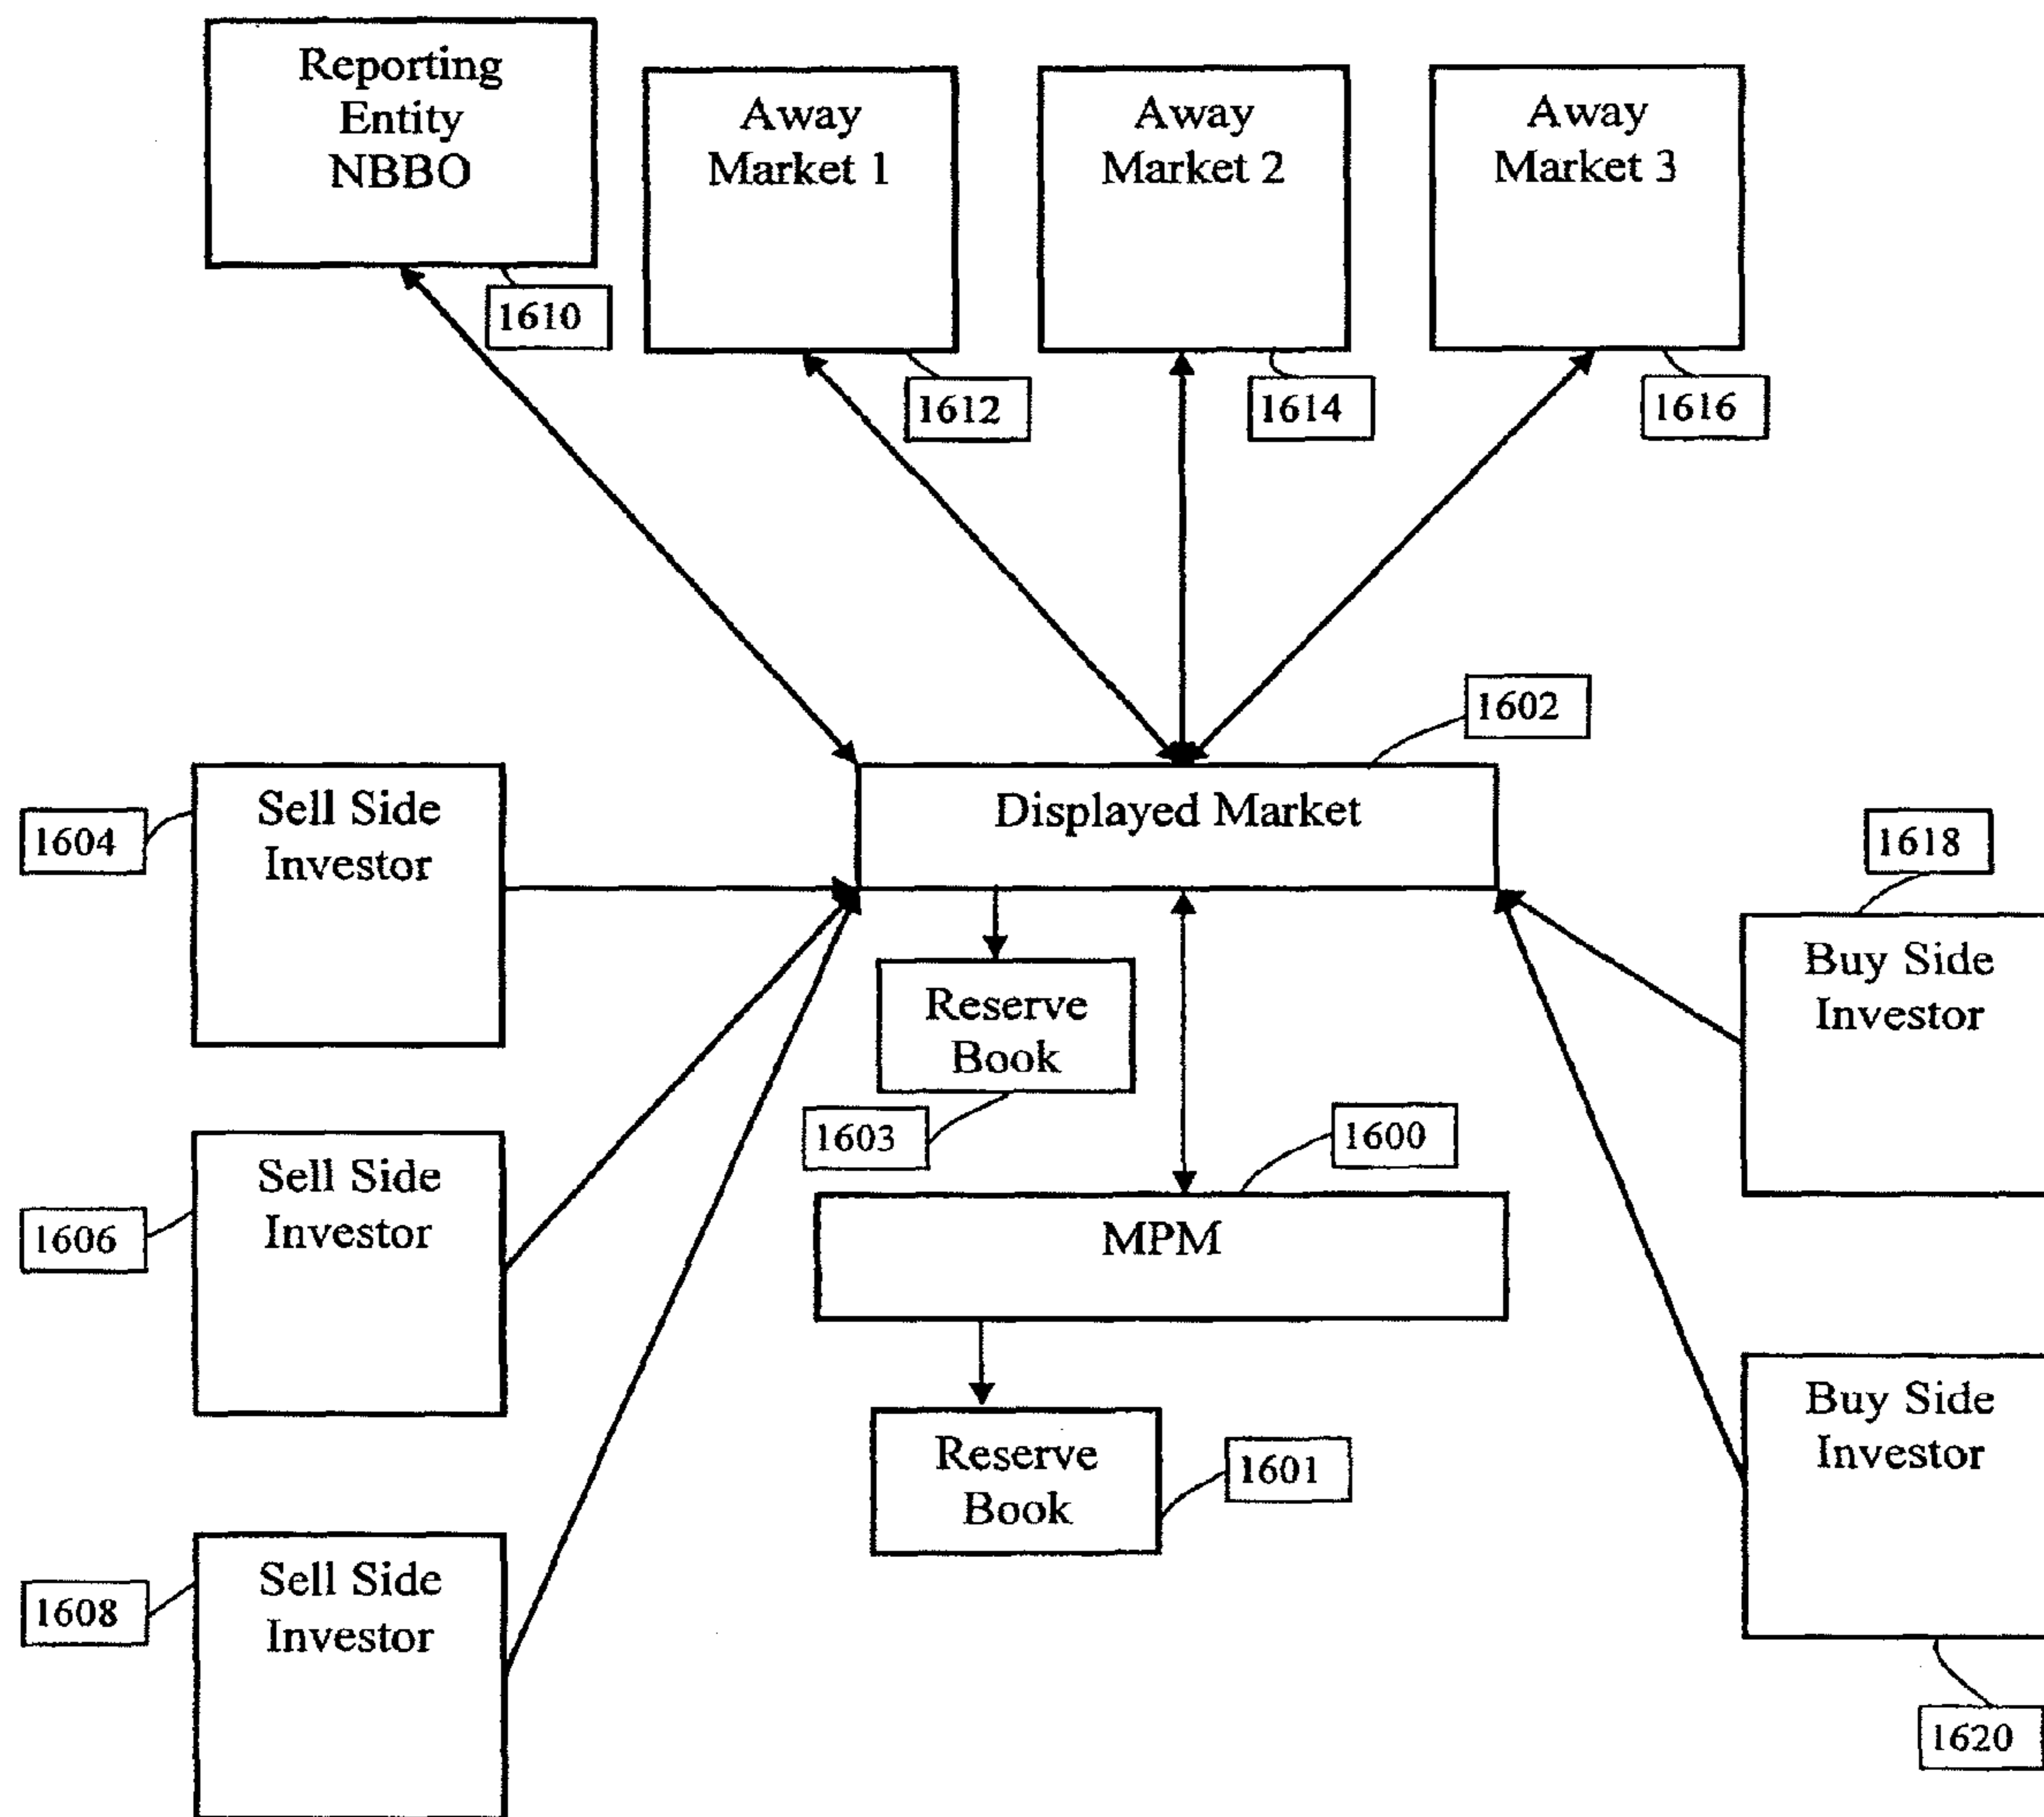 Reporting
Entity
NBBO
1610
Away
Market 1
1612
Away
Market 2
1614
Away
Market 3
1616
1602
Displayed Market
1604
Sell Side
Investor
1618
Buy Side
Investor
Reserve
Book
1603
1600
MPM
1606
Sell Side
Investor
Buy Side
Investor
1620
Reserve
Book
1601
1608
Sell Side
Investor